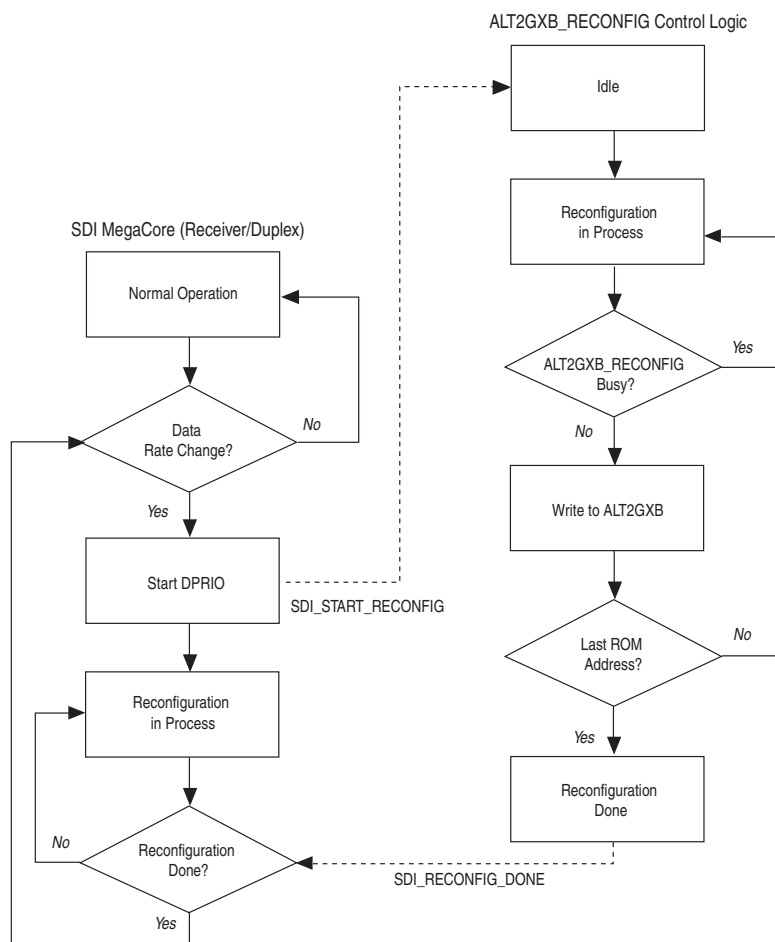 ALT2GXB_RECONFIG Control Logic
Idle
Reconfiguration
in Process
SDI MegaCore (Receiver/Duplex)
Normal Operation
ALT2GXB_RECONFIG
Busy?
Yes
No
Data
Rate Change?
No
Yes
Write to ALT2GXB
Start DPRIO
SDI_START_RECONFIG
Last ROM
Address?
No
Yes
Reconfiguration
in Process
Reconfiguration
Done
No
Reconfiguration
Done?
SDI_RECONFIG_DONE
Yes